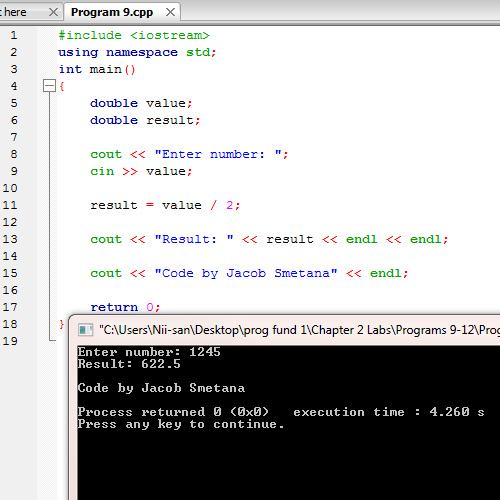 t here
Program 9.cpp
1 #include <iostream>
2 using namespace std;
3 int main()
4 {
5 double value;
6 double result;
7
8 cout << "Enter number: ";
9 cin >> value;
10
11 result = value / 2;
12
13 cout << "Result: " << result << endl << endl;
14
15 cout << "Code by Jacob Smetana" << endl;
16
17 return 0;
18 }
19
"C:\Users\Nii-san\Desktop\prog fund 1\Chapter 2 Labs\Programs 9-12\Prog
Enter number: 1245
Result: 622.5
Code by Jacob Smetana
Process returned 0 (0x0)   execution time : 4.260 s
Press any key to continue.